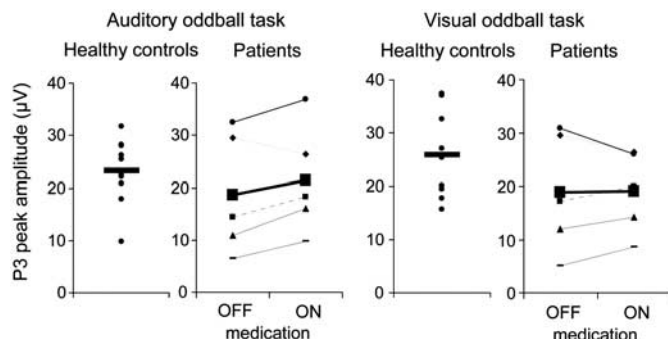 Auditory oddball task
Visual oddball task
Healthy controls
Patients
Healthy controls
Patients
P3 peak amplitude (µV)
40
30
20
10
0
40
30
20
10
0
OFF
ON
medication
40
30
20
10
0
40
30
20
10
0
OFF
ON
medication